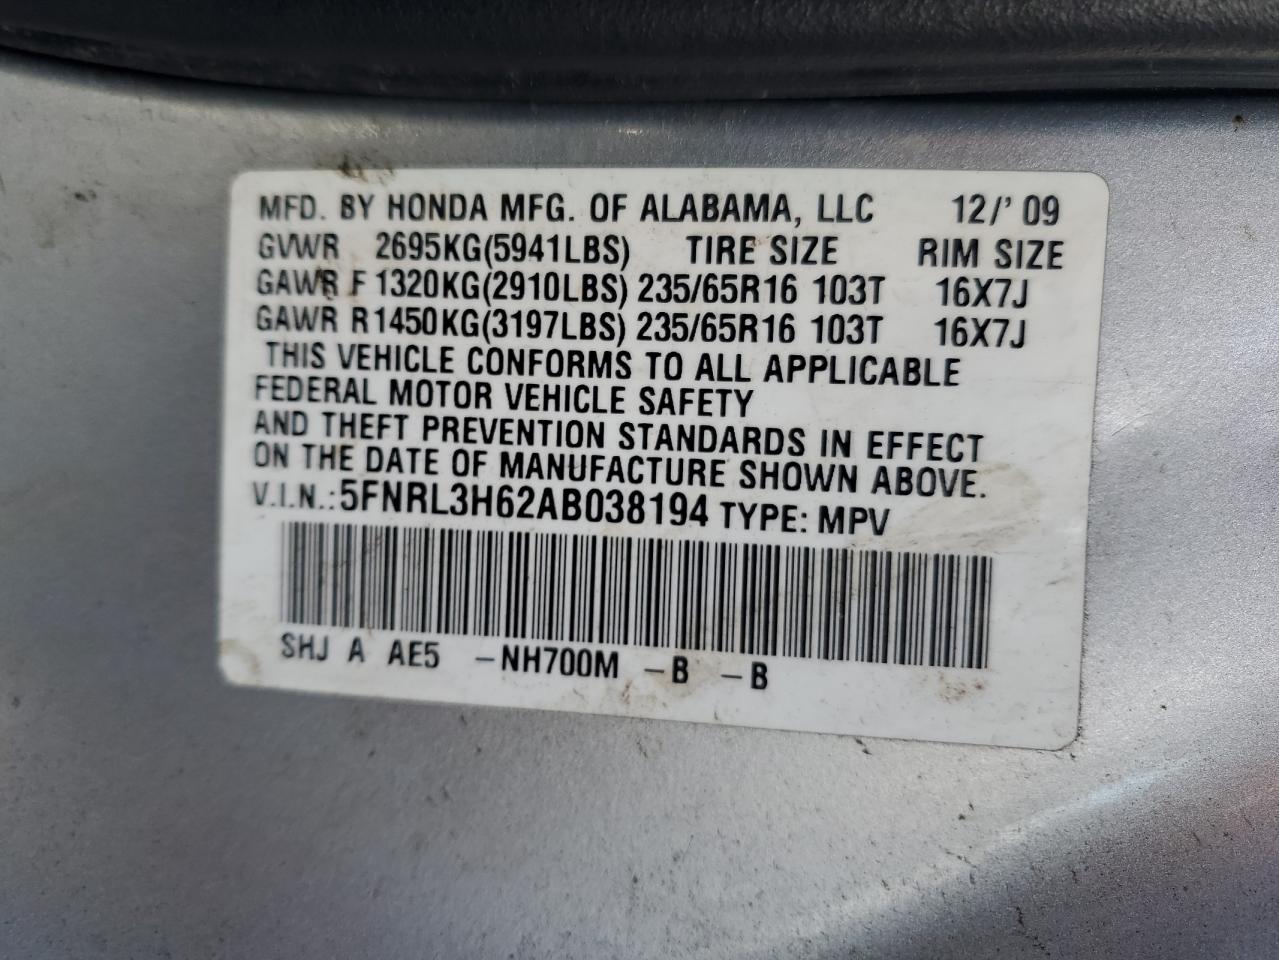 MFD. BY HONDA MFG. OF ALABAMA, LLC 12/' 09
GVWR 2695KG(5941LBS) TIRE SIZE RIM SIZE
GAWR F 1320KG(2910LBS) 235/65R16 103T 16X7J
GAWR R1450KG(3197LBS) 235/65R16 103T 16X7J
THIS VEHICLE CONFORMS TO ALL APPLICABLE
FEDERAL MOTOR VEHICLE SAFETY
AND THEFT PREVENTION STANDARDS IN EFFECT
ON THE DATE OF MANUFACTURE SHOWN ABOVE.
V.I.N.:5FNRL3H62AB038194 TYPE: MPV
SHJ A AE5 -NH700M -B -B